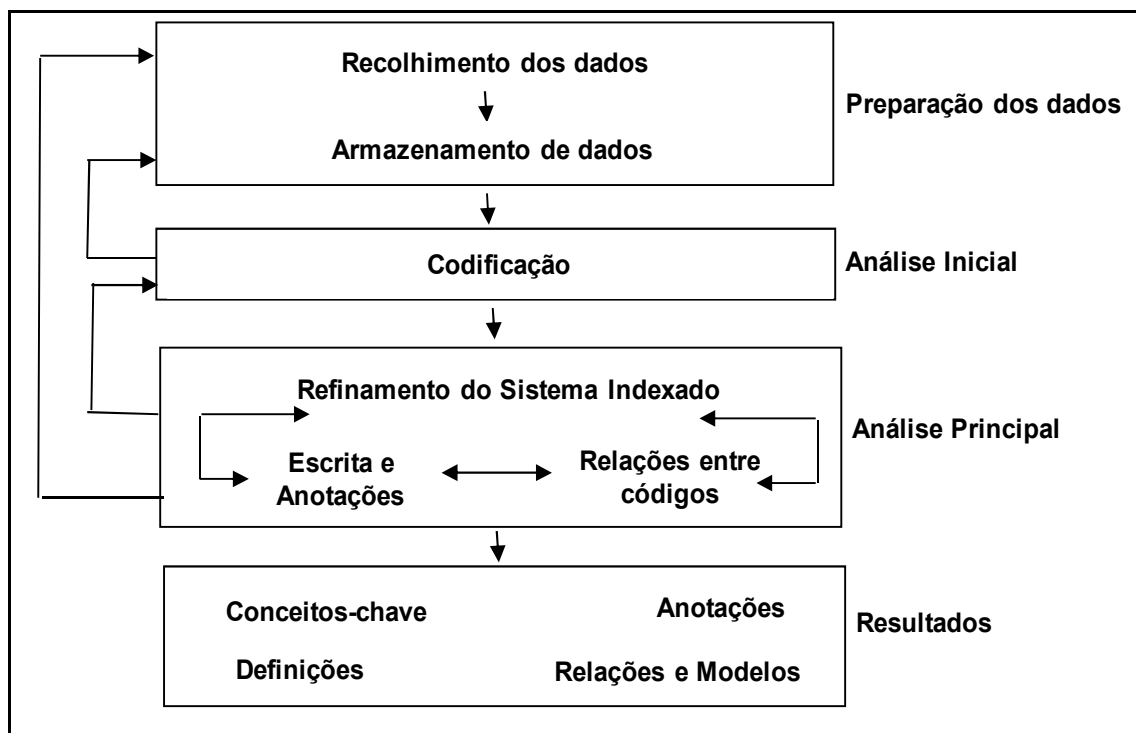 Recolhimento dos dados
Armazenamento de dados
Preparação dos dados
Codificação
Análise Inicial
Refinamento do Sistema Indexado
Escrita e
Anotações
Relações entre
códigos
Análise Principal
Conceitos-chave
Anotações
Definições
Relações e Modelos
Resultados